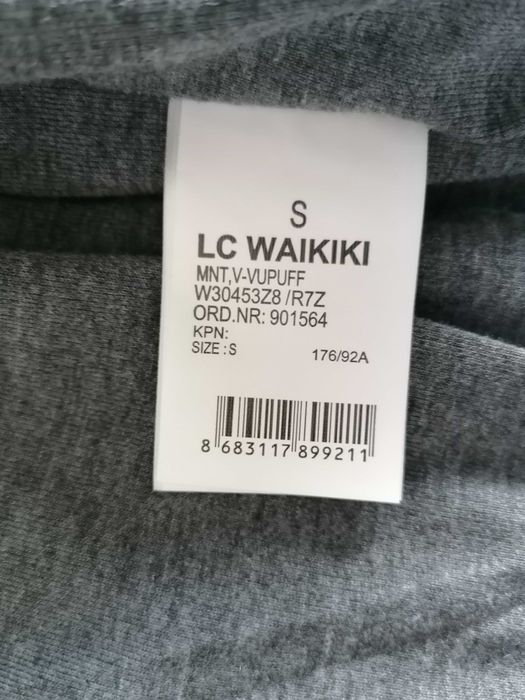 S
LC WAIKIKI
MNT,V-VUPUFF
W30453Z8 /R7Z
ORD.NR: 901564
KPN:
SIZE : S 176/92A
8 683117 899211